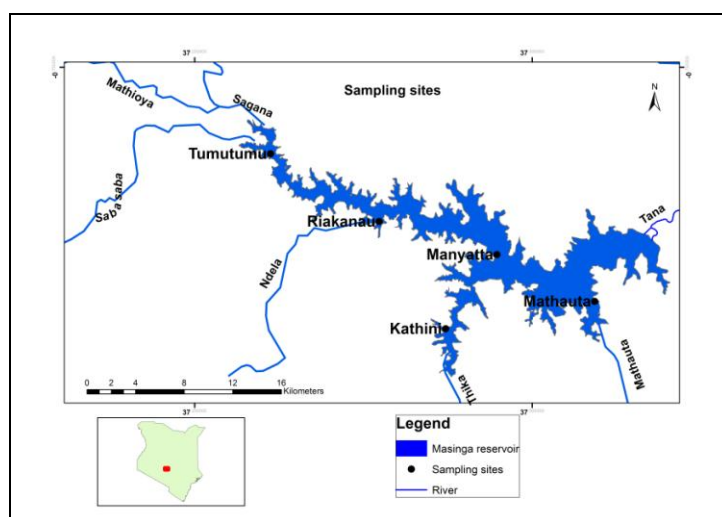 37
37
Sampling sites
N
Mathioya
Sagana
Tumutumu
Saba saba
Riakanau
Ndela
Manyatta
Tana
Mathauta
Kathini
Thika
Mathauta
0 2 4 8 12 16
Kilometers
37
37
Legend
Masinga reservoir
Sampling sites
River